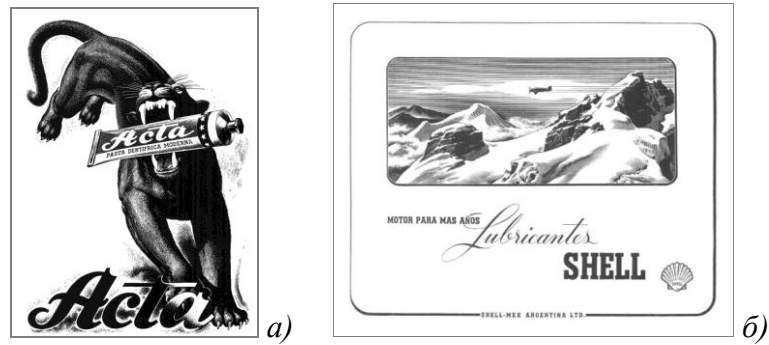 Acta
PASTA DENTIFRICA MODERNA
Acta
а)
MOTOR PARA MAS AÑOS
Lubricantes
SHELL
SHELL
SHELL-MEX ARGENTINA LTD.
б)